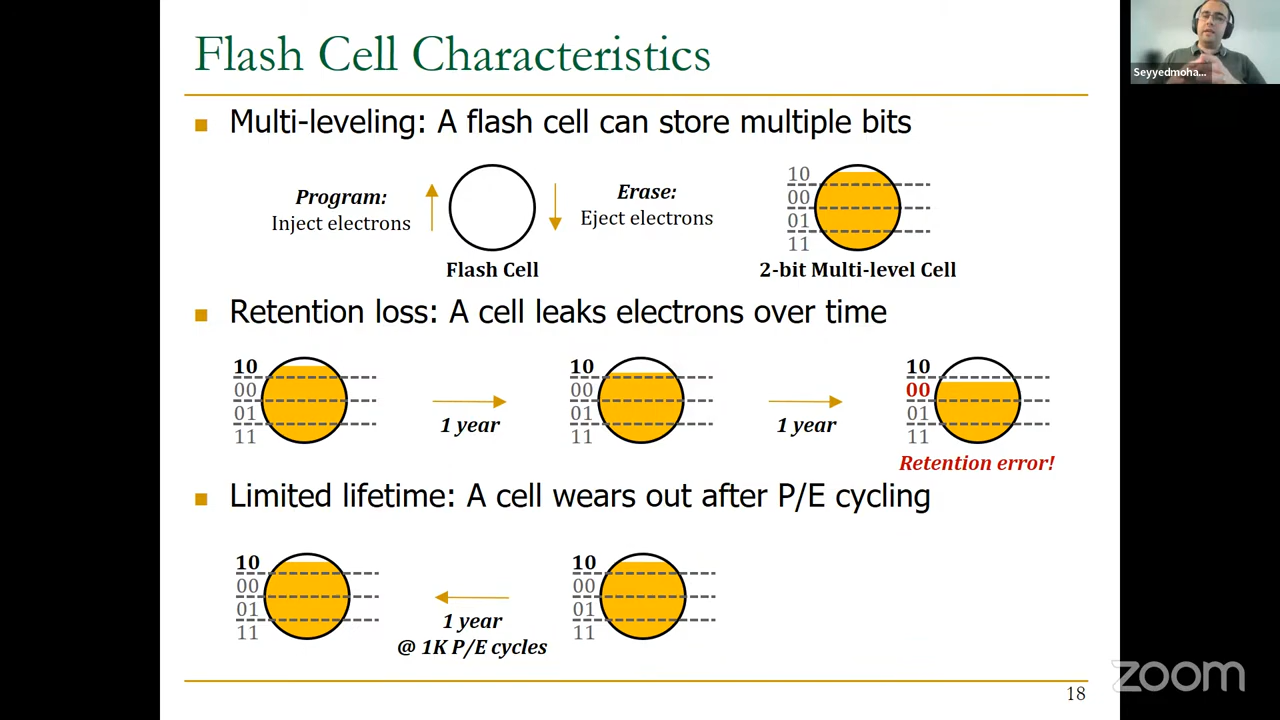 Flash Cell Characteristics
Seyyedmoha...
Multi-leveling: A flash cell can store multiple bits
Program:
Inject electrons
Flash Cell
Erase:
Eject electrons
10
00
01
11
2-bit Multi-level Cell
Retention loss: A cell leaks electrons over time
10
00
01
11
1 year
10
00
01
11
1 year
10
00
01
11
Retention error!
Limited lifetime: A cell wears out after P/E cycling
10
00
01
11
1 year
@ 1K P/E cycles
10
00
01
11
18
zoom